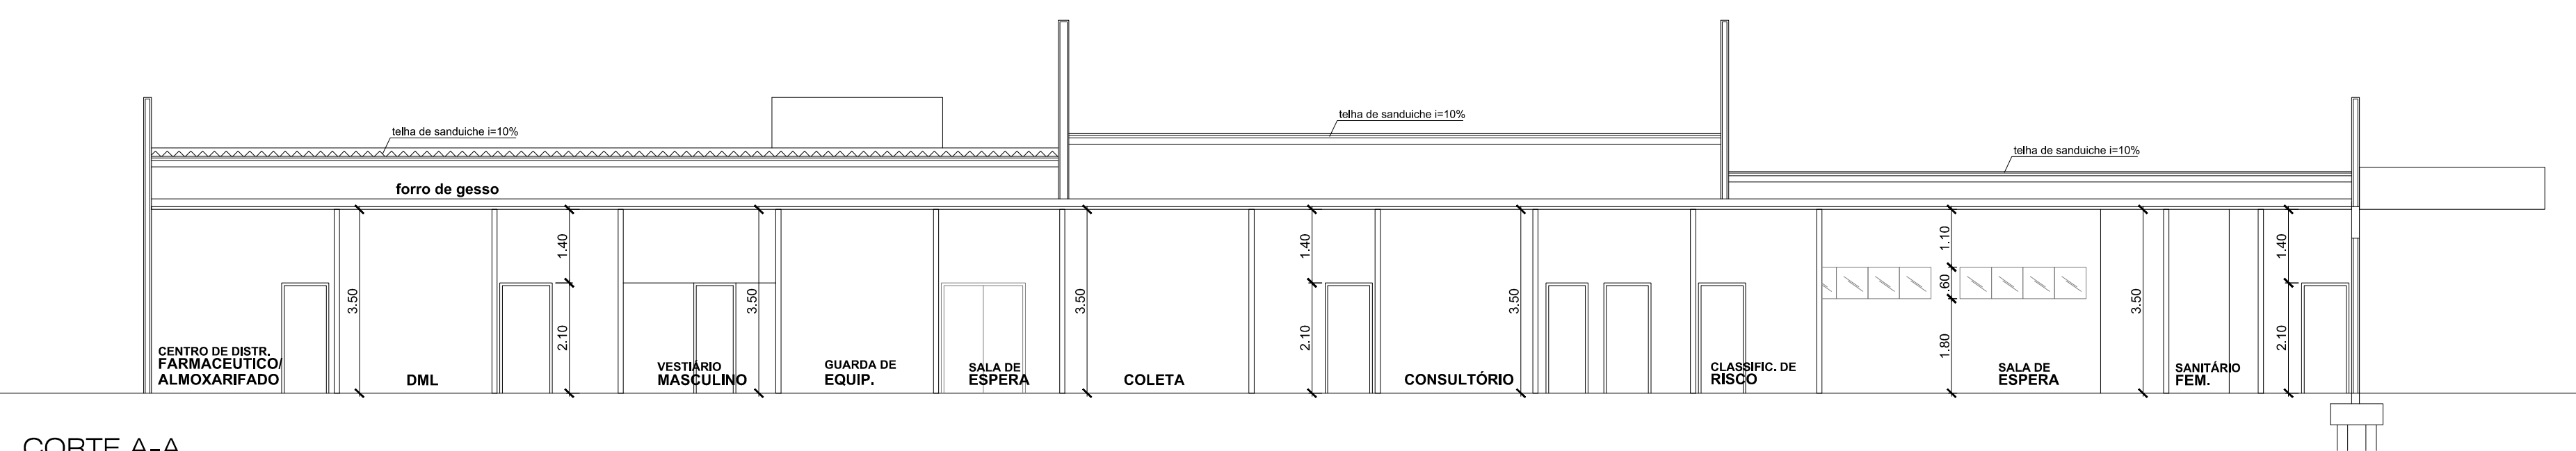 telha de sanduiche i=10%
telha de sanduiche i=10%
telha de sanduiche i=10%
forro de gesso
3.50
1.40
2.10
3.50
3.50
1.40
2.10
3.50
1.10
.60
1.80
3.50
1.40
2.10
CENTRO DE DISTR.
FARMACEUTICO/
ALMOXARIFADO
DML
VESTIÁRIO
MASCULINO
GUARDA DE
EQUIP.
SALA DE
ESPERA
COLETA
CONSULTÓRIO
CLASSIFIC. DE
RISCO
SALA DE
ESPERA
SANITÁRIO
FEM.
CORTE A-A